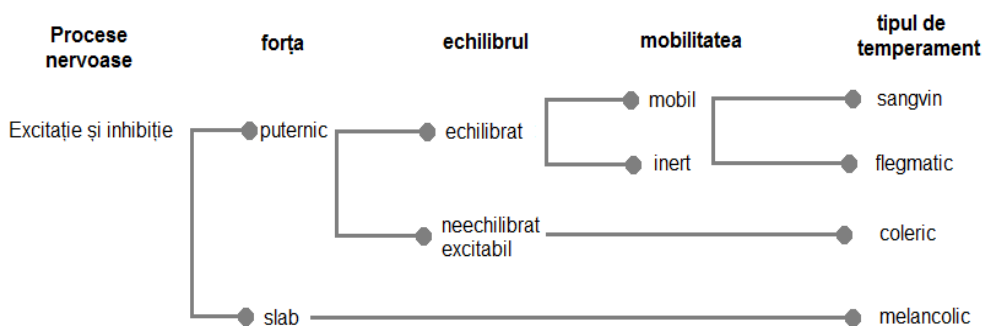 Procese
nervoase
forța
echilibrul
mobilitatea
tipul de
temperament
Excitație și inhibiție
puternic
echilibrat
mobil
sangvin
inert
flegmatic
neechilibrat
excitabil
coleric
slab
melancolic